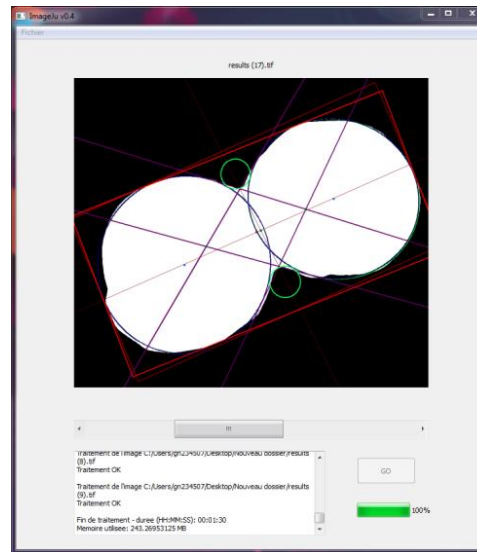 ImageJu v0.4
Fichier
results (17).tif
Traitement de l'image C:/Users/gn234507/Desktop/Nouveau dossier/results
(8).tif
Traitement OK
Traitement de l'image C:/Users/gn234507/Desktop/Nouveau dossier/results
(9).tif
Traitement OK
Fin de traitement - duree (HH:MM:SS): 00:01:30
Memoire utilisee: 243.26953125 MB
GO
100%